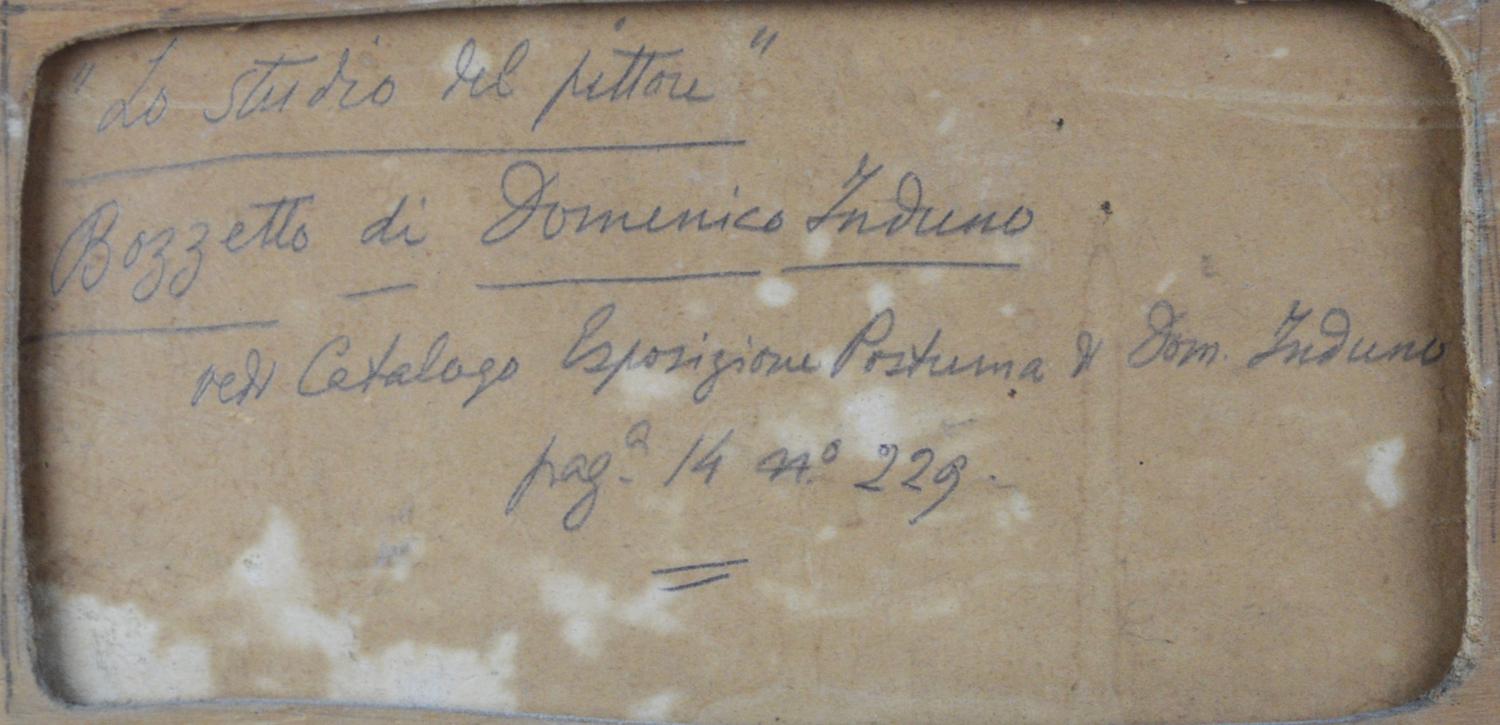 "Lo studio del pittore"
Bozzetto di Domenico Induno
vedi Catalogo Esposizione Postuma di Dom. Induno
pag.ª 14 n.º 229.